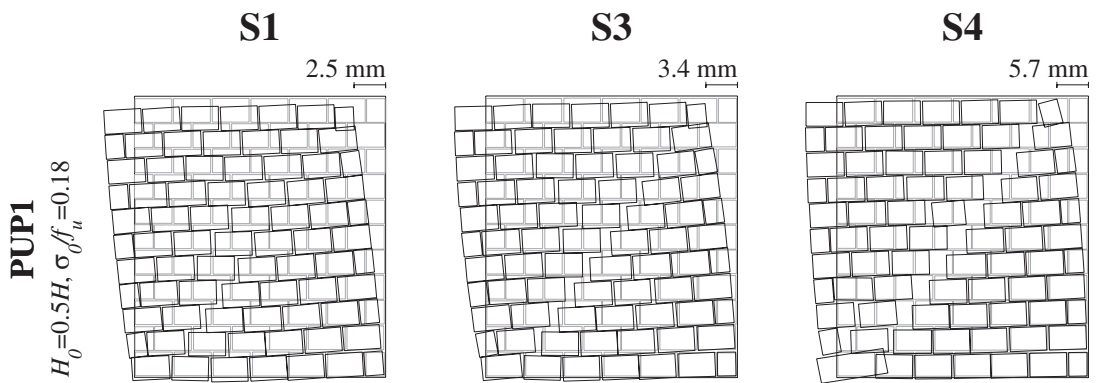 S1 S3 S4
2.5 mm 3.4 mm 5.7 mm
PUP1
H₀=0.5H, σ₀/fᵤ=0.18